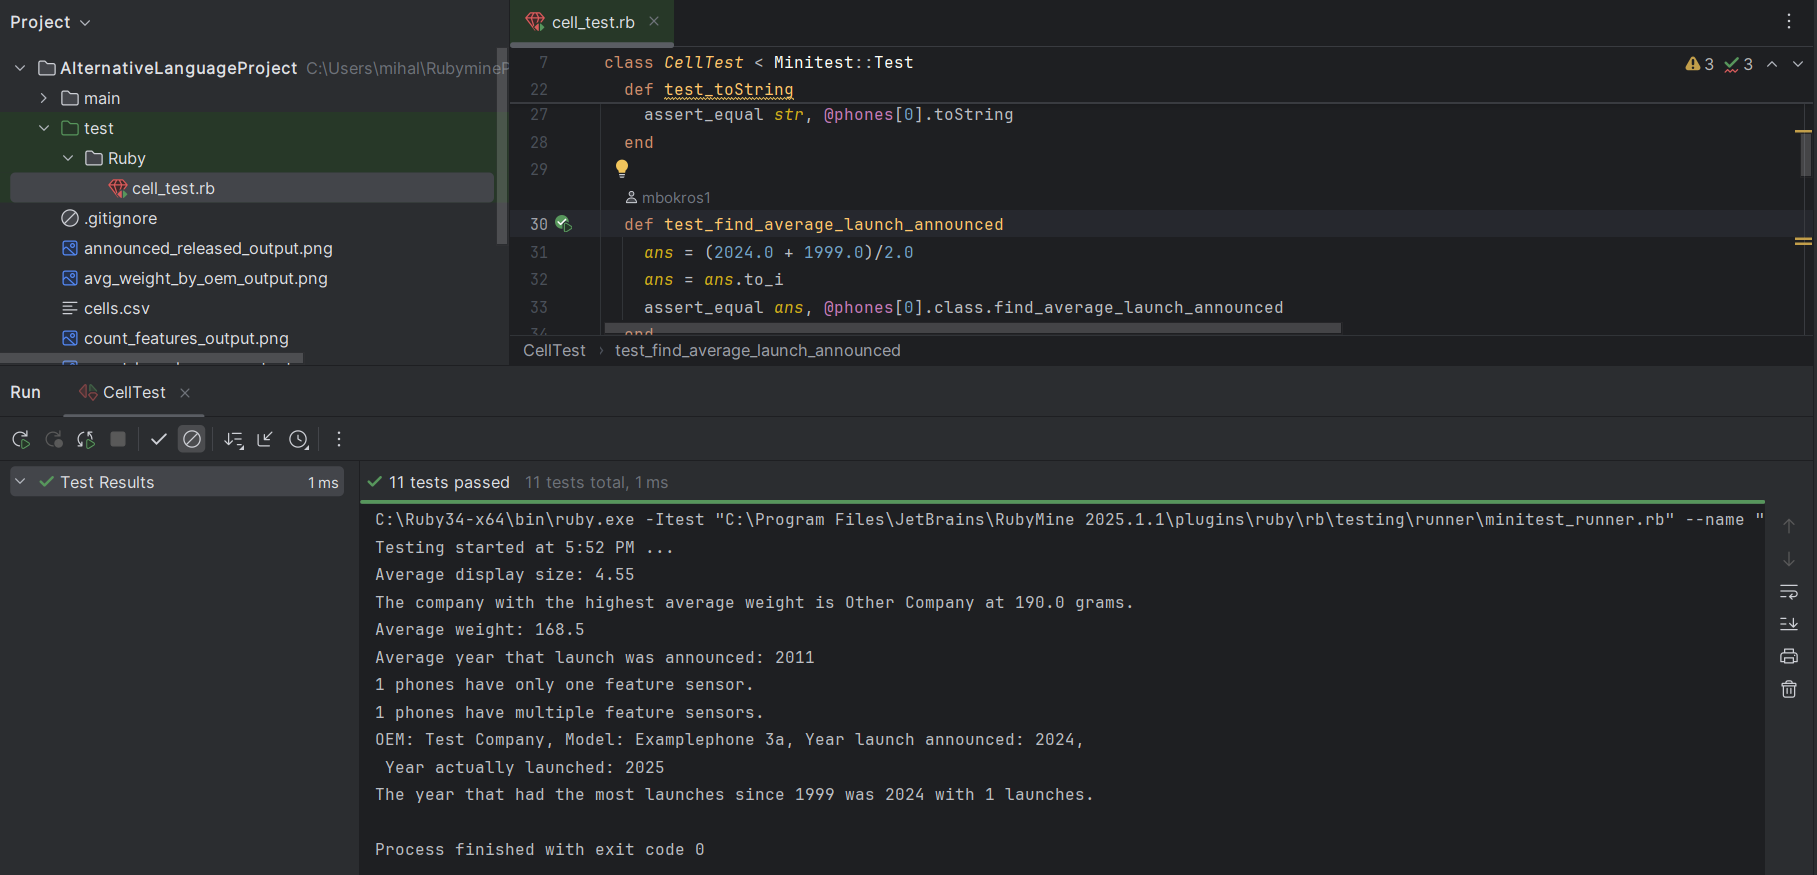 Project
AlternativeLanguageProject C:\Users\mihal\RubymineP
main
test
Ruby
cell_test.rb
.gitignore
announced_released_output.png
avg_weight_by_oem_output.png
cells.csv
count_features_output.png
cell_test.rb
7 class CellTest < Minitest::Test
3 3
22 def test_toString
27 assert_equal str, @phones[0].toString
28 end
29
mbokros1
30 def test_find_average_launch_announced
31 ans = (2024.0 + 1999.0)/2.0
32 ans = ans.to_i
33 assert_equal ans, @phones[0].class.find_average_launch_announced
34 end
CellTest › test_find_average_launch_announced
Run CellTest
Test Results 1 ms
11 tests passed 11 tests total, 1 ms
C:\Ruby34-x64\bin\ruby.exe -Itest "C:\Program Files\JetBrains\RubyMine 2025.1.1\plugins\ruby\rb\testing\runner\minitest_runner.rb" --name "
Testing started at 5:52 PM ...
Average display size: 4.55
The company with the highest average weight is Other Company at 190.0 grams.
Average weight: 168.5
Average year that launch was announced: 2011
1 phones have only one feature sensor.
1 phones have multiple feature sensors.
OEM: Test Company, Model: Examplephone 3a, Year launch announced: 2024,
Year actually launched: 2025
The year that had the most launches since 1999 was 2024 with 1 launches.
Process finished with exit code 0